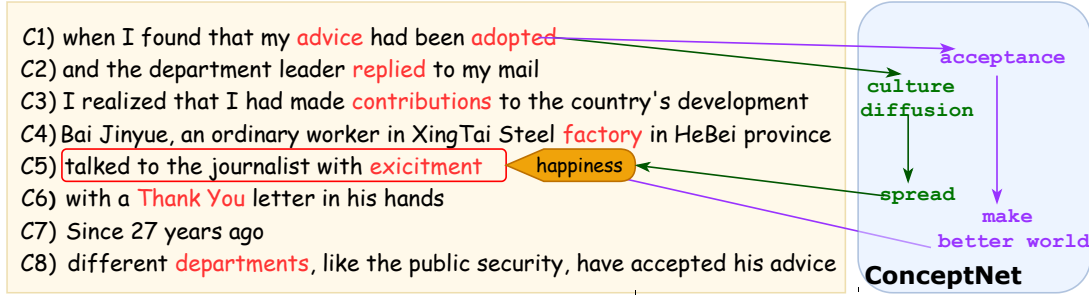 C1) when I found that my advice had been adopted
C2) and the department leader replied to my mail
C3) I realized that I had made contributions to the country's development
C4) Bai Jinyue, an ordinary worker in XingTai Steel factory in HeBei province
C5) talked to the journalist with exicitment
happiness
C6) with a Thank You letter in his hands
C7) Since 27 years ago
C8) different departments, like the public security, have accepted his advice
acceptance
culture
diffusion
spread
make
better world
ConceptNet